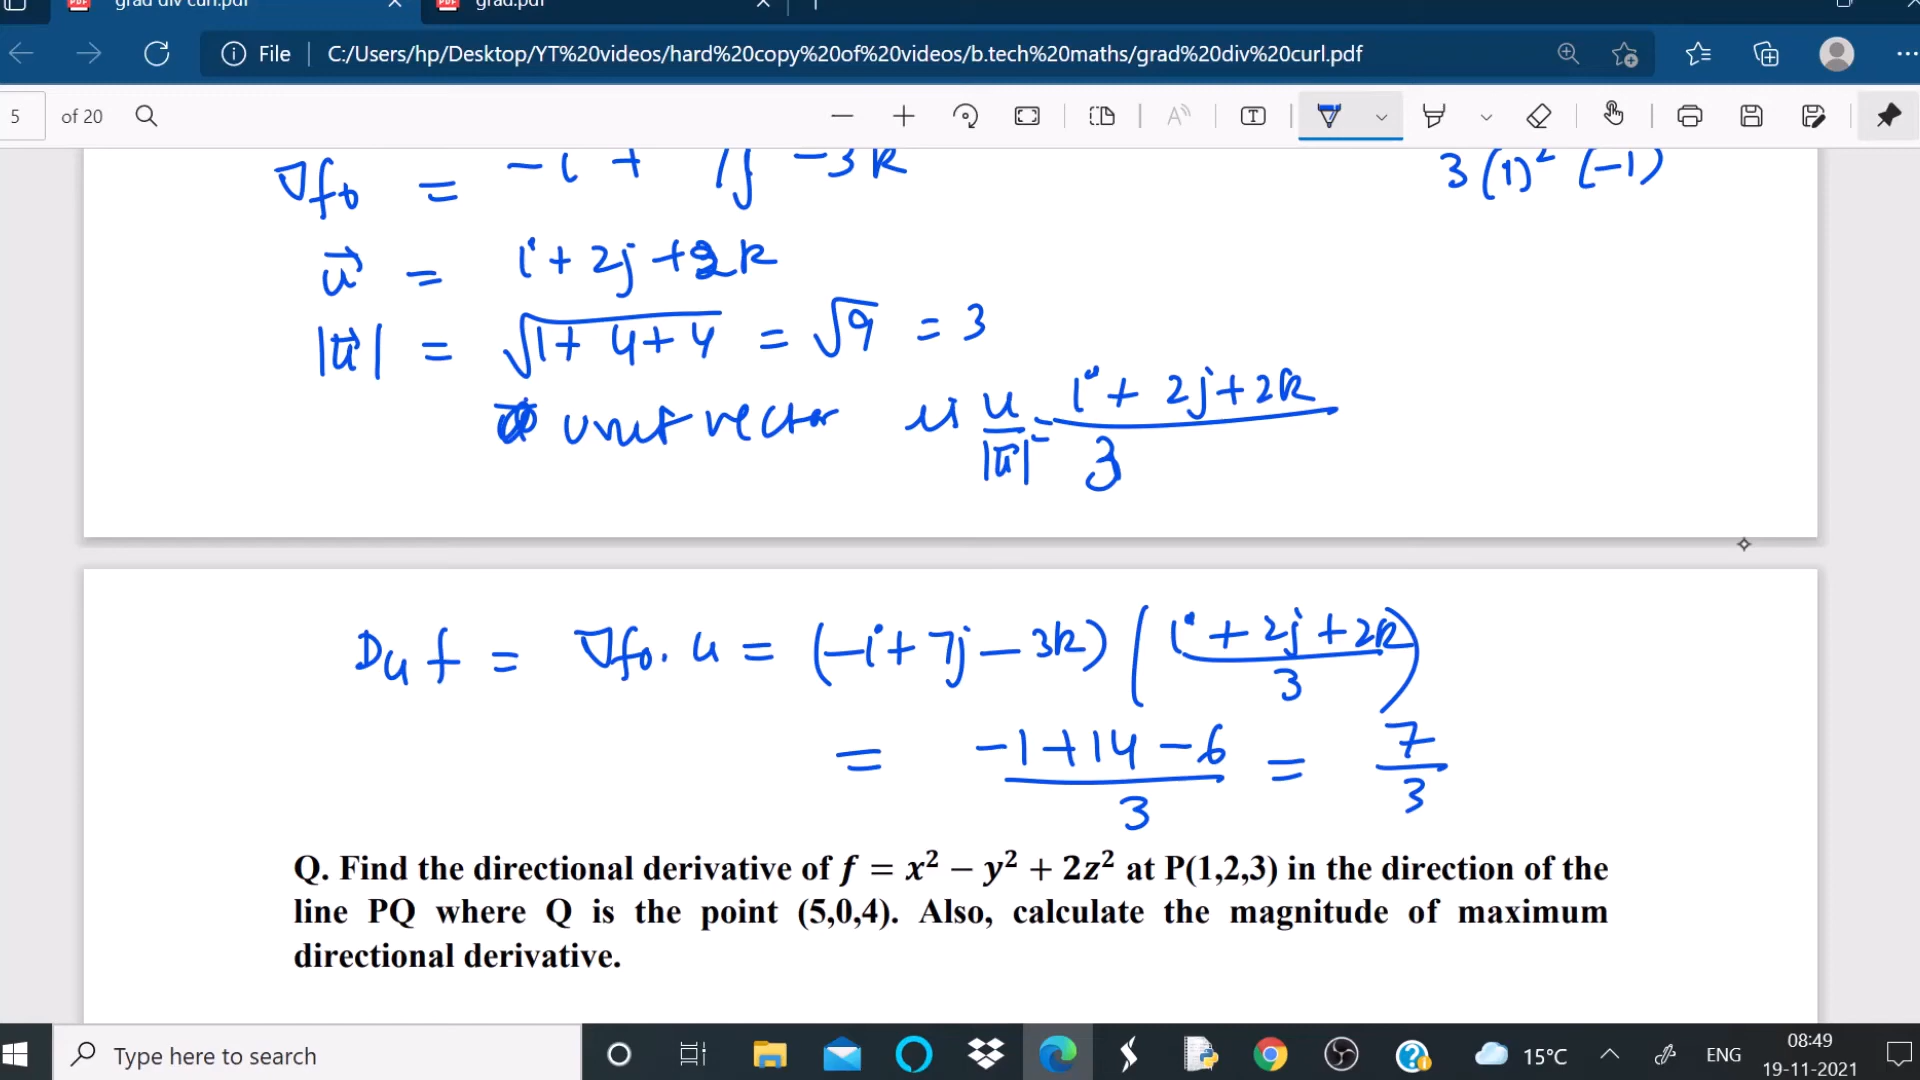 grad div curl.pdf
grad.pdf
File C:/Users/hp/Desktop/YT%20videos/hard%20copy%20of%20videos/b.tech%20maths/grad%20div%20curl.pdf
5 of 20
∇f₀ = -i + 7j -3k 3(1)² (-1)
u⃗ = i + 2j + 2k
|u⃗| = √1+4+4 = √9 = 3
unit vector is u/|u⃗| = i + 2j + 2k / 3
Duf = ∇f₀. u = (-i + 7j - 3k) (i + 2j + 2k / 3)
= -1+14-6 / 3 = 7/3
Q. Find the directional derivative of f = x² − y² + 2z² at P(1,2,3) in the direction of the
line PQ where Q is the point (5,0,4). Also, calculate the magnitude of maximum
directional derivative.
Type here to search
15°C
ENG
08:49
19-11-2021